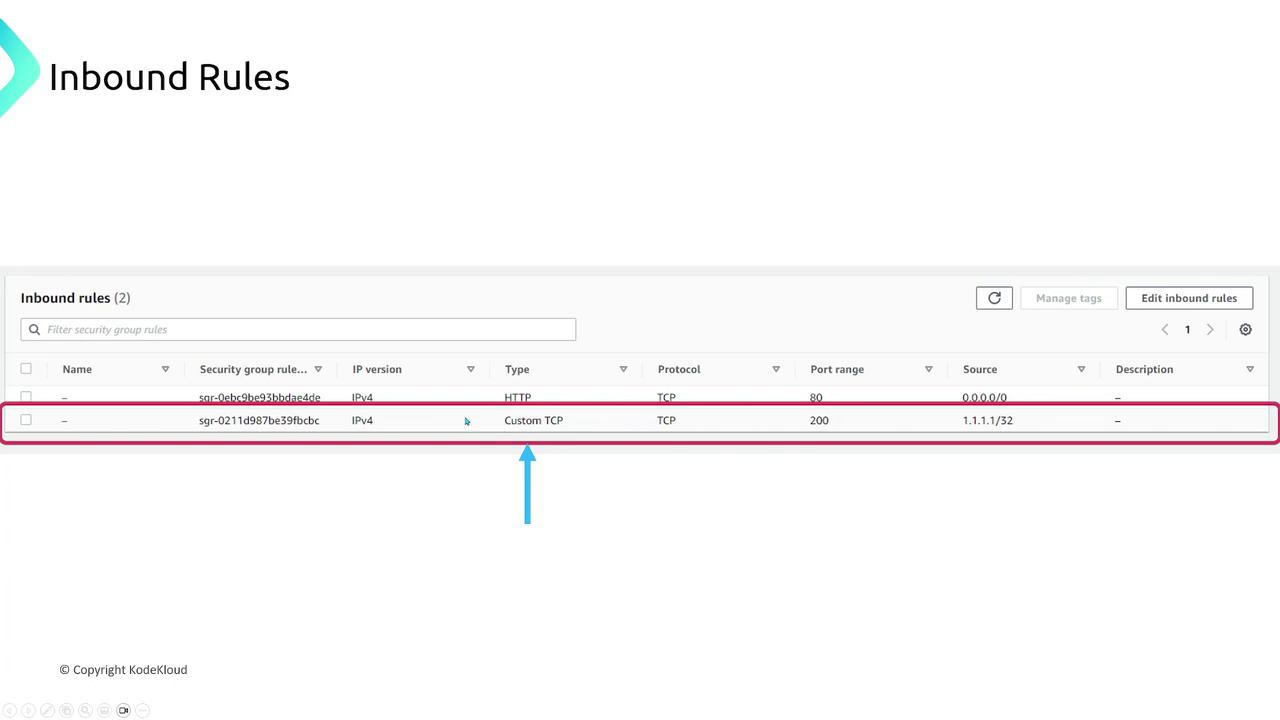 Inbound Rules
Inbound rules (2)
Manage tags
Edit inbound rules
Filter security group rules
1
Name Security group rule... IP version Type Protocol Port range Source Description
– sgr-0ebc9be93bbdae4de IPv4 HTTP TCP 80 0.0.0.0/0 –
– sgr-0211d987be39fbcbc IPv4 Custom TCP TCP 200 1.1.1.1/32 –
© Copyright KodeKloud